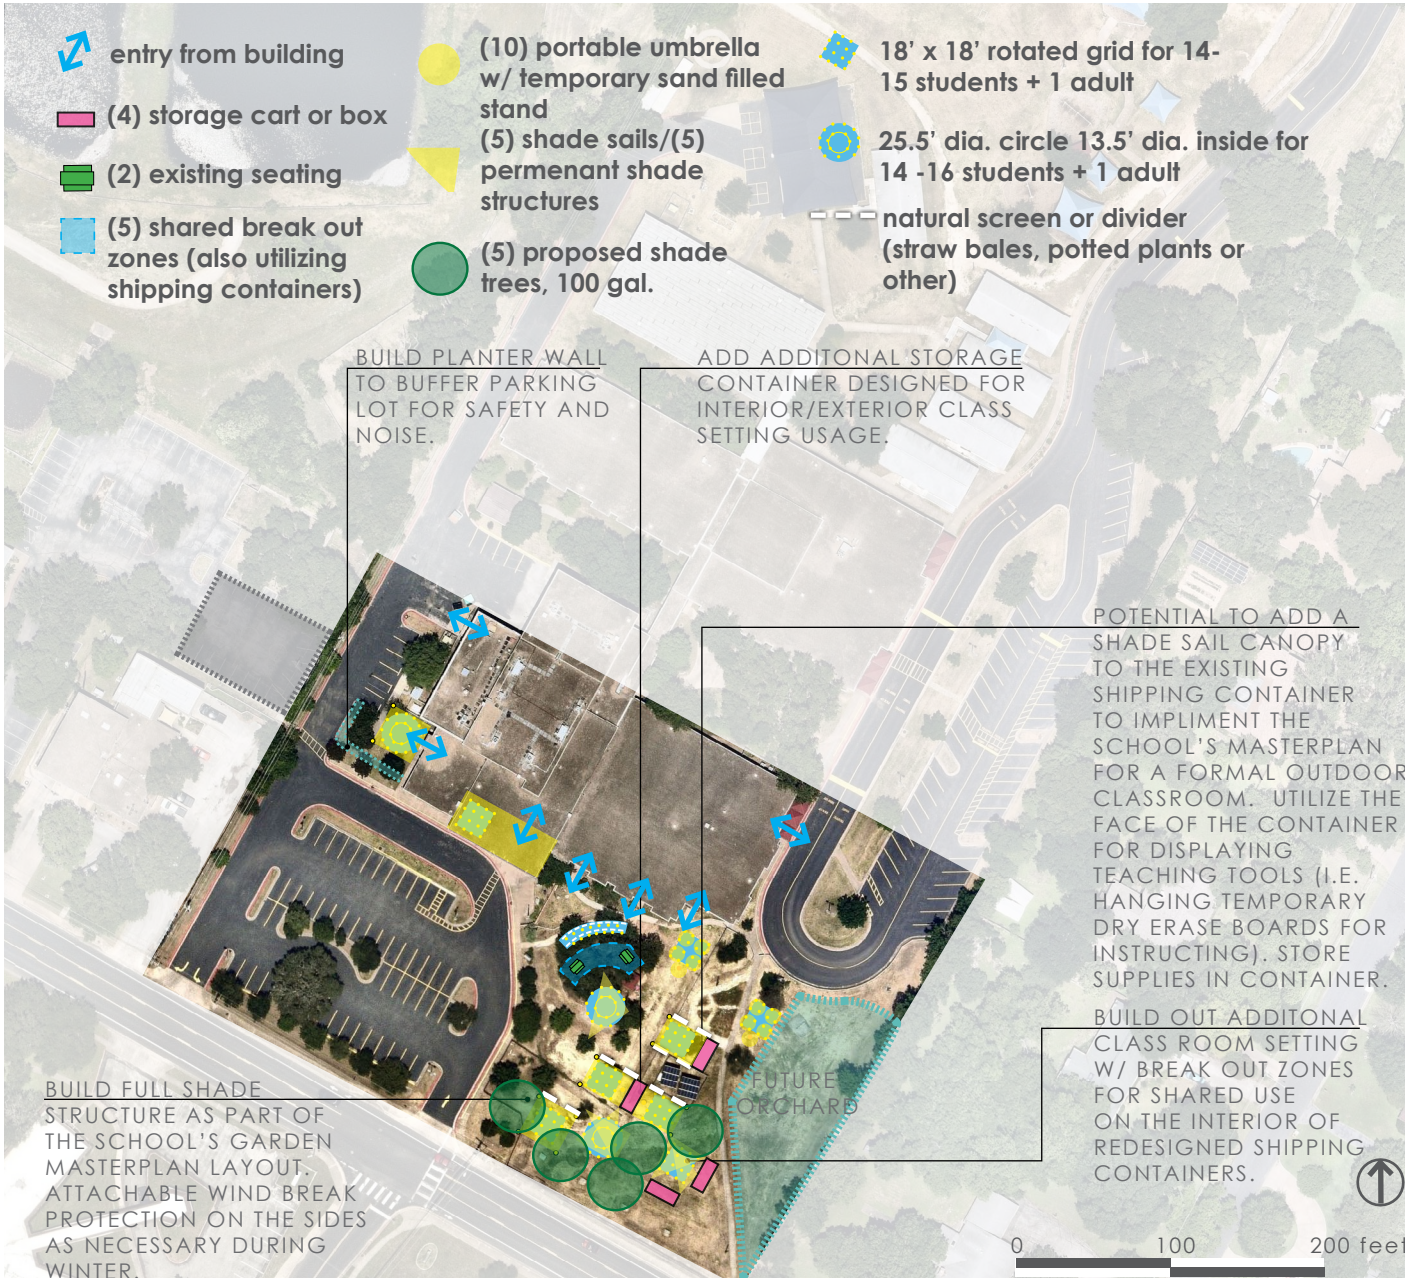 entry from building
(4) storage cart or box
(2) existing seating
(5) shared break out
zones (also utilizing
shipping containers)
(10) portable umbrella
w/ temporary sand filled
stand
(5) shade sails/(5)
permenant shade
structures
(5) proposed shade
trees, 100 gal.
18' x 18' rotated grid for 14-
15 students + 1 adult
25.5' dia. circle 13.5' dia. inside for
14 -16 students + 1 adult
natural screen or divider
(straw bales, potted plants or
other)
BUILD PLANTER WALL
TO BUFFER PARKING
LOT FOR SAFETY AND
NOISE.
ADD ADDITONAL STORAGE
CONTAINER DESIGNED FOR
INTERIOR/EXTERIOR CLASS
SETTING USAGE.
POTENTIAL TO ADD A
SHADE SAIL CANOPY
TO THE EXISTING
SHIPPING CONTAINER
TO IMPLIMENT THE
SCHOOL'S MASTERPLAN
FOR A FORMAL OUTDOOR
CLASSROOM. UTILIZE THE
FACE OF THE CONTAINER
FOR DISPLAYING
TEACHING TOOLS (I.E.
HANGING TEMPORARY
DRY ERASE BOARDS FOR
INSTRUCTING). STORE
SUPPLIES IN CONTAINER.
BUILD OUT ADDITONAL
CLASS ROOM SETTING
W/ BREAK OUT ZONES
FOR SHARED USE
ON THE INTERIOR OF
REDESIGNED SHIPPING
CONTAINERS.
FUTURE
ORCHARD
BUILD FULL SHADE
STRUCTURE AS PART OF
THE SCHOOL'S GARDEN
MASTERPLAN LAYOUT.
ATTACHABLE WIND BREAK
PROTECTION ON THE SIDES
AS NECESSARY DURING
WINTER.
0 100 200 feet